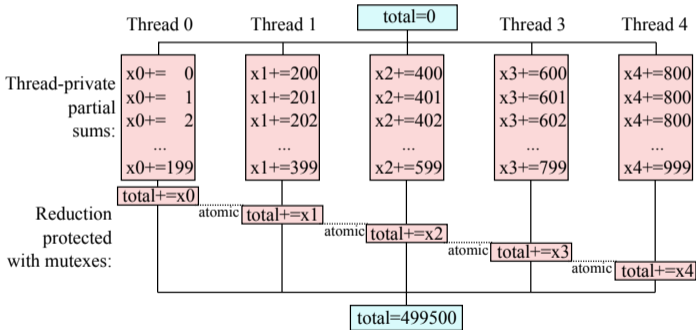 Thread 0 Thread 1 total=0 Thread 3 Thread 4
Thread-private
partial
sums:
x0+= 0 x1+=200 x2+=400 x3+=600 x4+=800
x0+= 1 x1+=201 x2+=401 x3+=601 x4+=800
x0+= 2 x1+=202 x2+=402 x3+=602 x4+=800
... ... ... ... ...
x0+=199 x1+=399 x2+=599 x3+=799 x4+=999
Reduction
protected
with mutexes:
total+=x0
atomic total+=x1
atomic total+=x2
atomic total+=x3
atomic total+=x4
total=499500